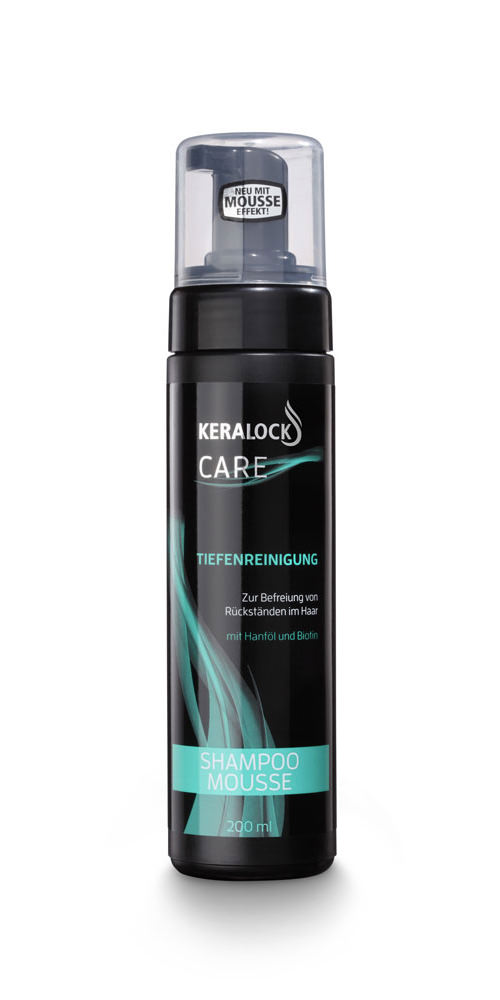 NEU MIT
MOUSSE
EFFEKT!
KERALOCK
CARE
TIEFENREINIGUNG
Zur Befreiung von
Rückständen im Haar
mit Hanföl und Biotin
SHAMPOO
MOUSSE
200 ml